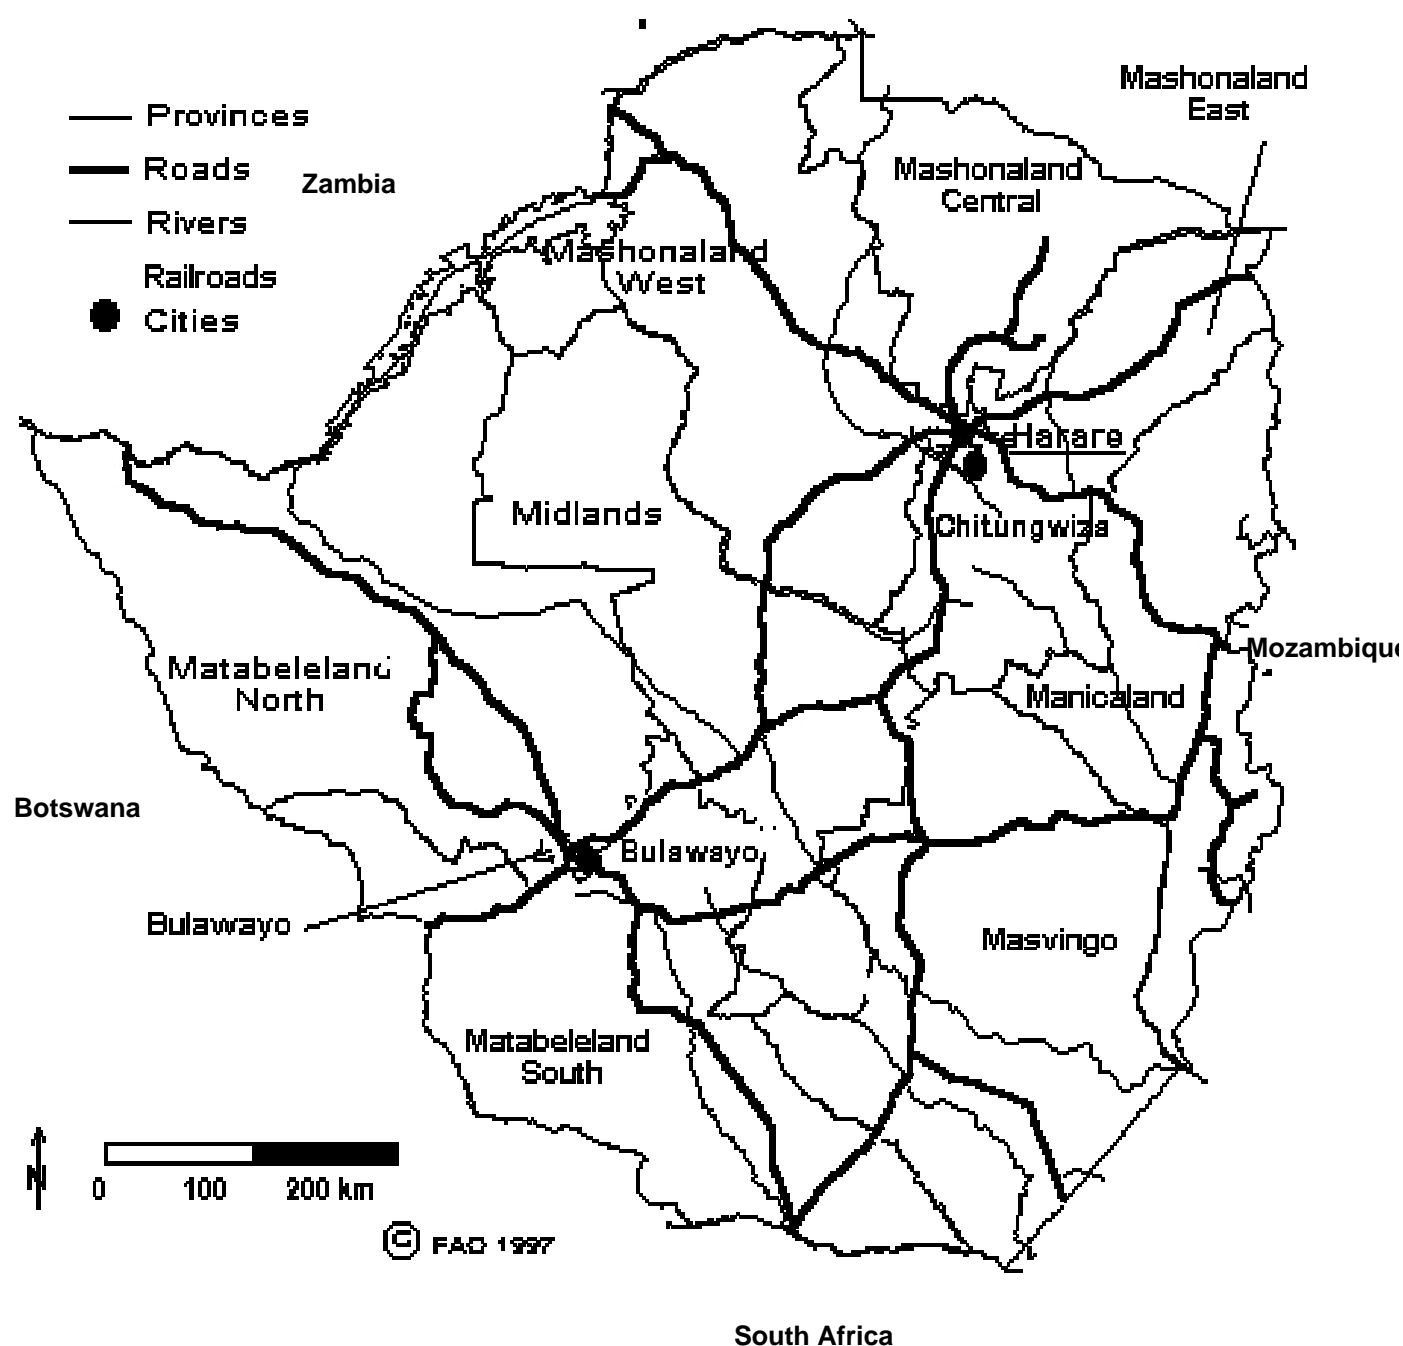 Mashonaland
East
Provinces
Roads
Zambia
Rivers
Railroads
Cities
Mashonaland
Central
Mashonaland
West
Harare
Midlands
Chitungwiza
Mozambiqu
Matabeleland
North
Manicaland
Botswana
Bulawayo
Bulawayo
Masvingo
Matabeleland
South
N
0 100 200 km
© FAO 1997
South Africa